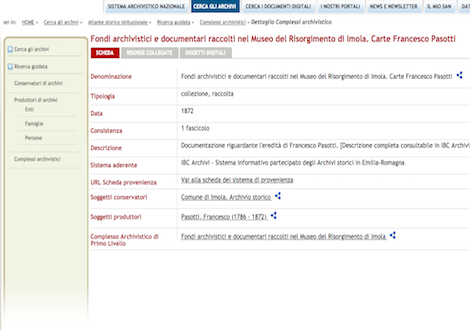 SISTEMA ARCHIVISTICO NAZIONALE CERCA GLI ARCHIVI CERCA I DOCUMENTI DIGITALI I NOSTRI PORTALI NEWS E NEWSLETTER IL MIO SAN DA
sei in: HOME Cerca gli archivi Atlante storico istituzionale Ricerca guidata Complessi archivistici Dettaglio Complessi archivistici
Cerca gli archivi
Ricerca guidata
Conservatori di archivi
Produttori di archivi
Enti
Famiglie
Persone
Complessi archivistici
Fondi archivistici e documentari raccolti nel Museo del Risorgimento di Imola. Carte Francesco Pasotti
SCHEDA RISORSE COLLEGATE OGGETTI DIGITALI
Denominazione Fondi archivistici e documentari raccolti nel Museo del Risorgimento di Imola. Carte Francesco Pasotti
Tipologia collezione, raccolta
Data 1872
Consistenza 1 fascicolo
Descrizione Documentazione riguardante l'eredità di Francesco Pasotti. [Descrizione completa consultabile in IBC Archivi
Sistema aderente IBC Archivi - Sistema informativo partecipato degli Archivi storici in Emilia-Romagna
URL Scheda provenienza Vai alla scheda del sistema di provenienza
Soggetti conservatori Comune di Imola. Archivio storico
Soggetti produttori Pasotti, Francesco (1786 - 1872)
Complesso Archivistico di Fondi archivistici e documentari raccolti nel Museo del Risorgimento di Imola
Primo Livello